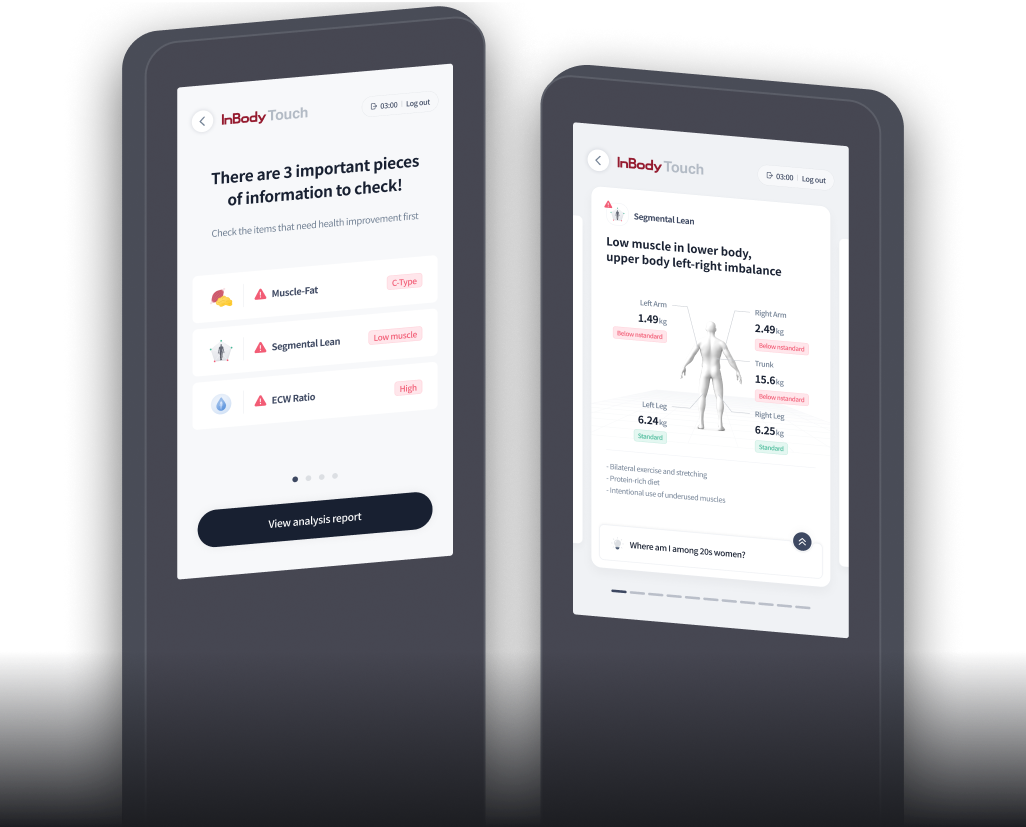 InBody Touch
03:00 | Log out
There are 3 important pieces
of information to check!
Check the items that need health improvement first
Muscle-Fat
C-Type
Segmental Lean
Low muscle
ECW Ratio
High
View analysis report
InBody Touch
03:00 | Log out
Segmental Lean
Low muscle in lower body,
upper body left-right imbalance
Left Arm
1.49kg
Below nstandard
Right Arm
2.49kg
Below nstandard
Trunk
15.6kg
Below nstandard
Left Leg
6.24kg
Standard
Right Leg
6.25kg
Standard
- Bilateral exercise and stretching
- Protein-rich diet
- Intentional use of underused muscles
Where am I among 20s women?